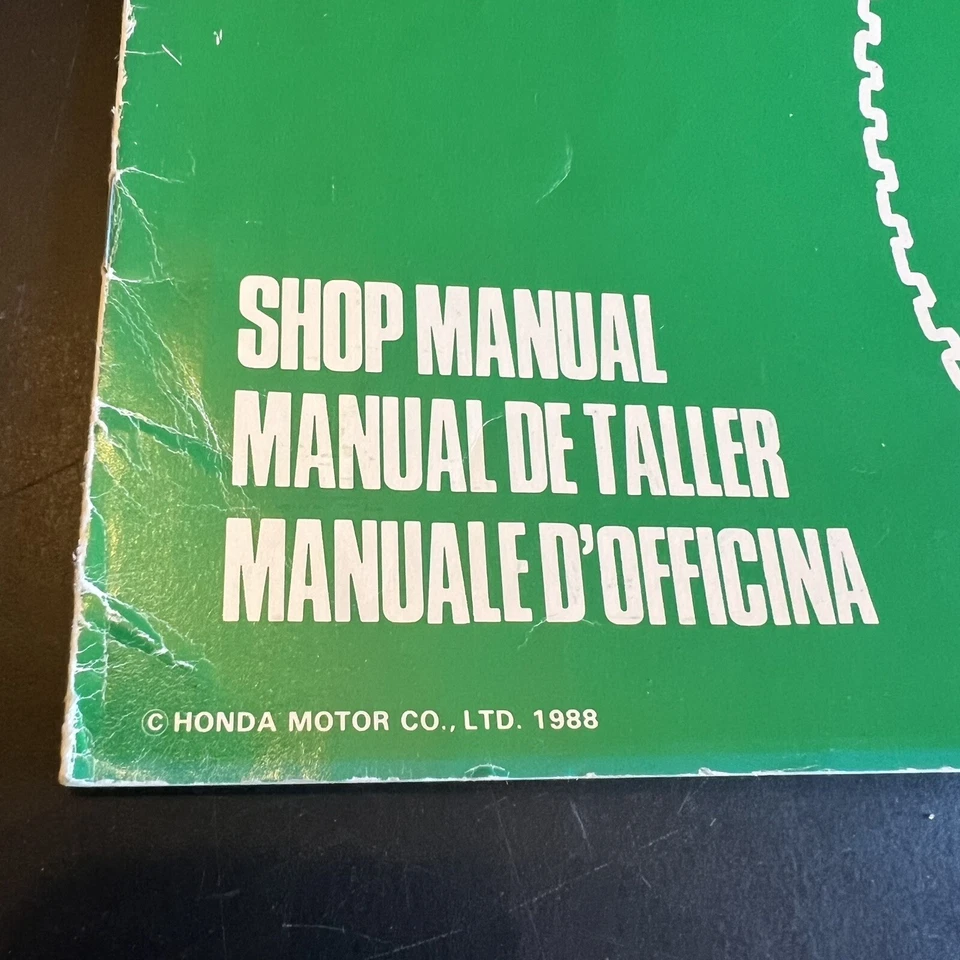 SHOP MANUAL
MANUAL DE TALLER
MANUALE D'OFFICINA
© HONDA MOTOR CO., LTD. 1988